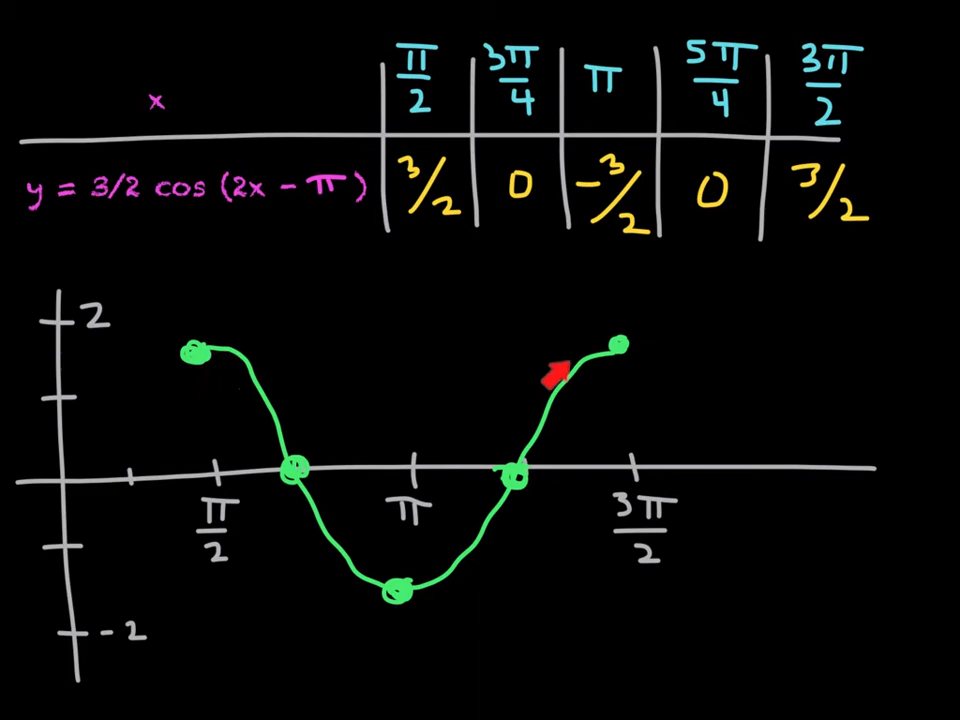 x π/2 3π/4 π 5π/4 3π/2
y = 3/2 cos (2x - π) 3/2 0 -3/2 0 3/2
2
π/2 π 3π/2
-2